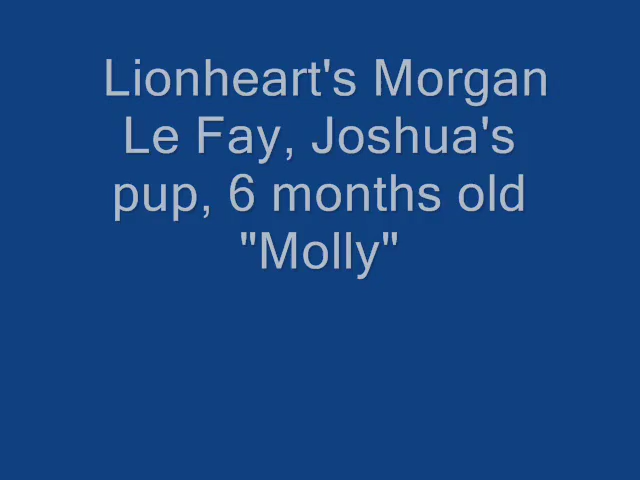 Lionheart's Morgan
Le Fay, Joshua's
pup, 6 months old
"Molly"